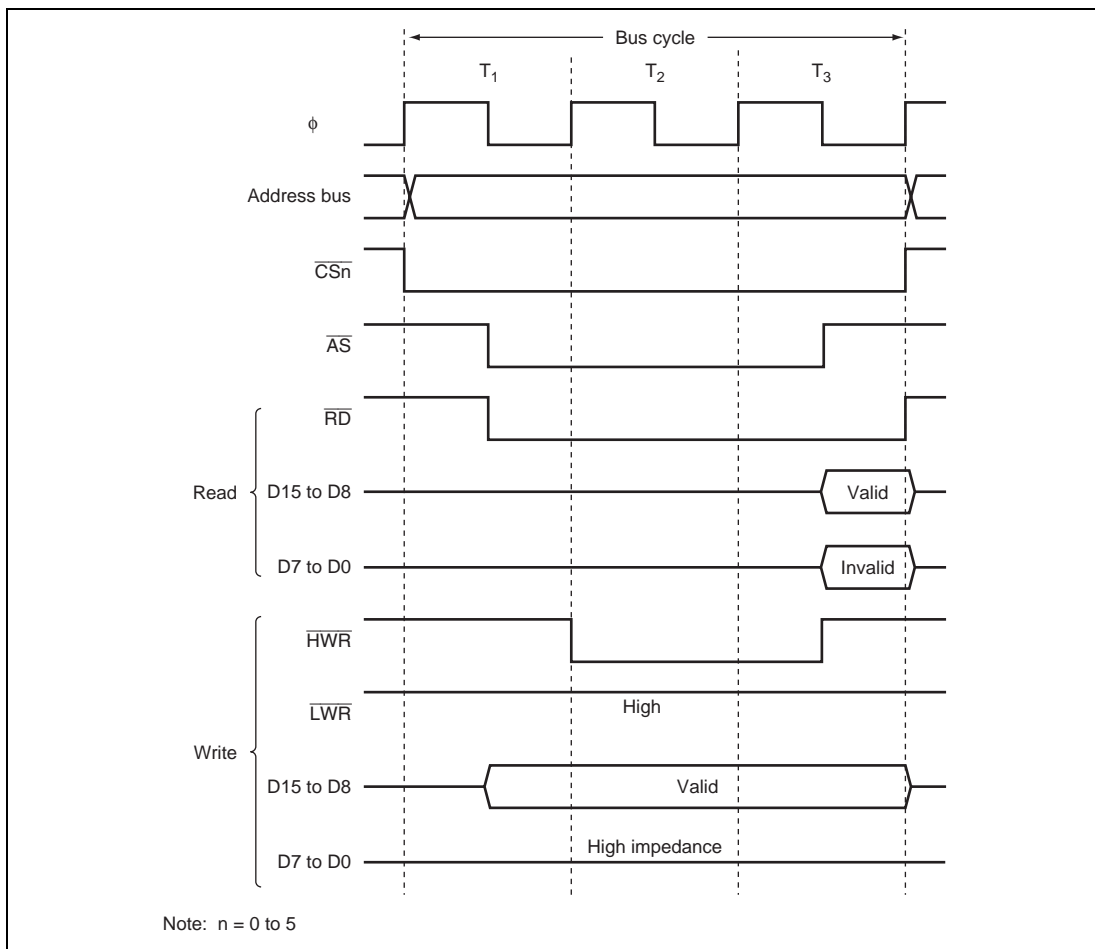 Bus cycle
T1 T2 T3
φ
Address bus
CSn
AS
RD
Read
D15 to D8 Valid
D7 to D0 Invalid
HWR
LWR High
Write
D15 to D8 Valid
D7 to D0 High impedance
Note: n = 0 to 5